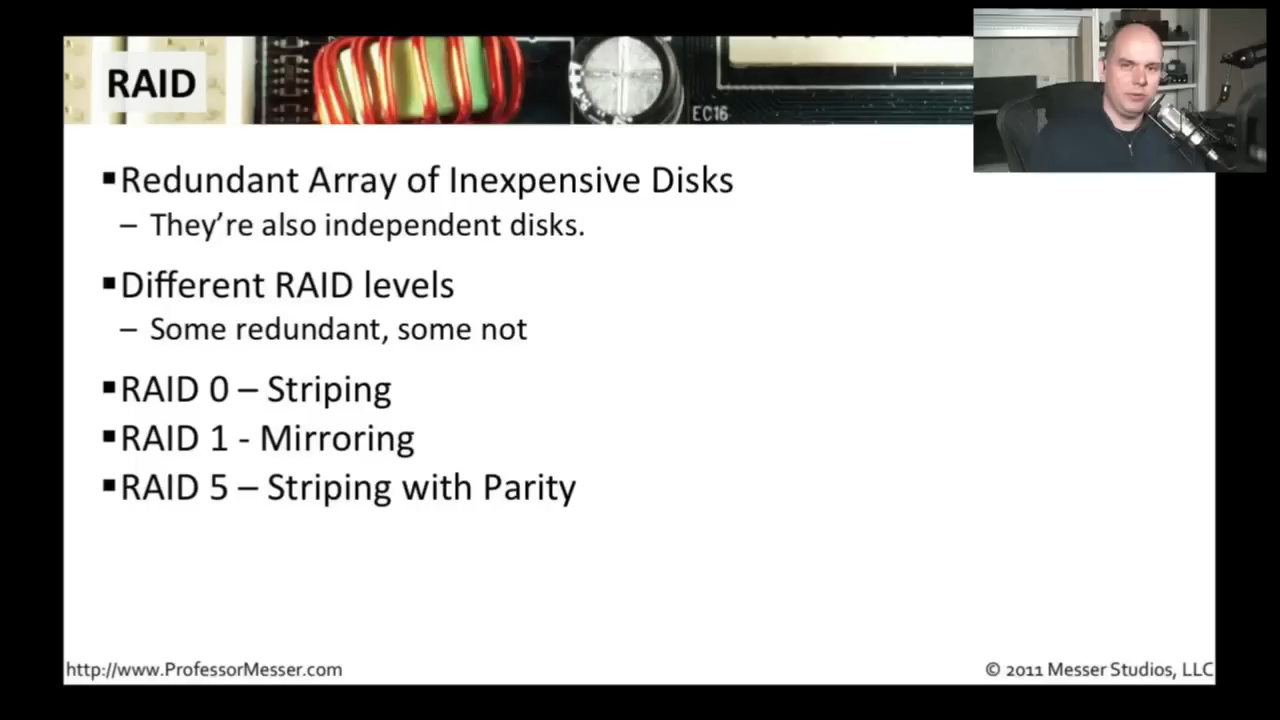 RAID
EC16
▪Redundant Array of Inexpensive Disks
– They're also independent disks.
▪Different RAID levels
– Some redundant, some not
▪RAID 0 – Striping
▪RAID 1 - Mirroring
▪RAID 5 – Striping with Parity
http://www.ProfessorMesser.com
© 2011 Messer Studios, LLC